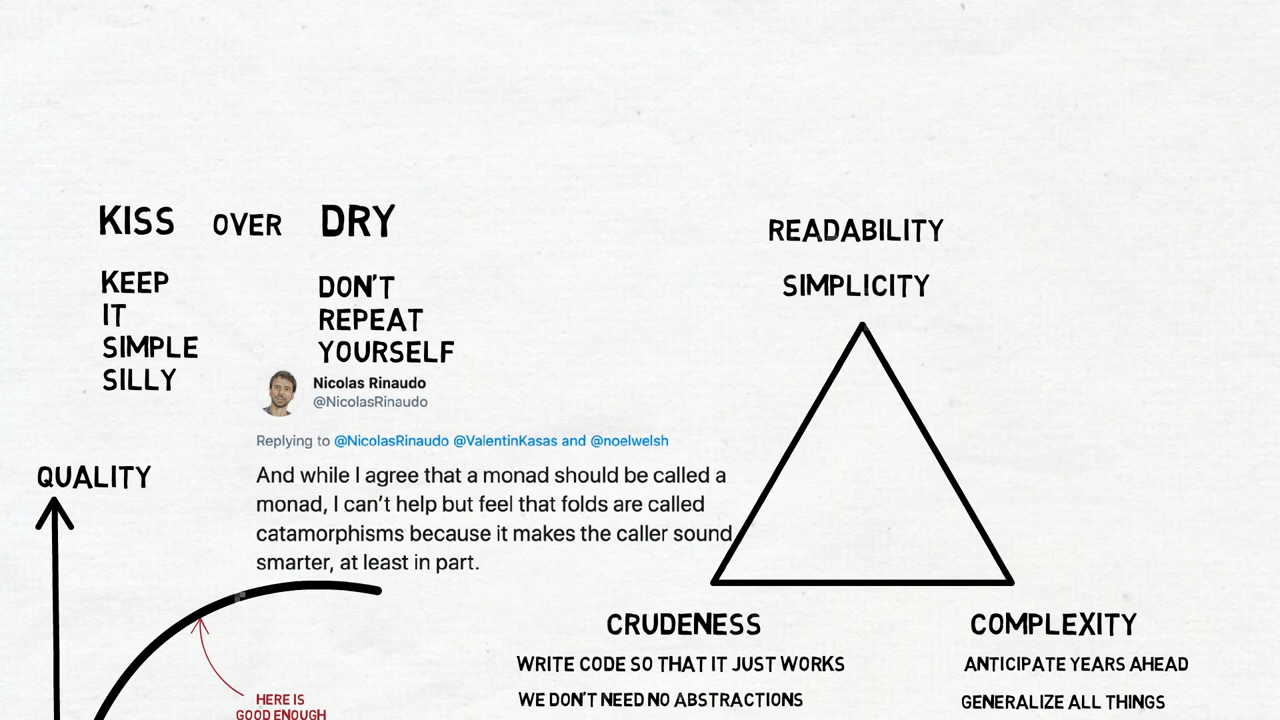 KISS OVER DRY
KEEP
IT
SIMPLE
SILLY
DON'T
REPEAT
YOURSELF
Nicolas Rinaudo
@NicolasRinaudo
Replying to @NicolasRinaudo @ValentinKasas and @noelwelsh
And while I agree that a monad should be called a
monad, I can't help but feel that folds are called
catamorphisms because it makes the caller sound
smarter, at least in part.
QUALITY
HERE IS
GOOD ENOUGH
READABILITY
SIMPLICITY
CRUDENESS
WRITE CODE SO THAT IT JUST WORKS
WE DON'T NEED NO ABSTRACTIONS
COMPLEXITY
ANTICIPATE YEARS AHEAD
GENERALIZE ALL THINGS